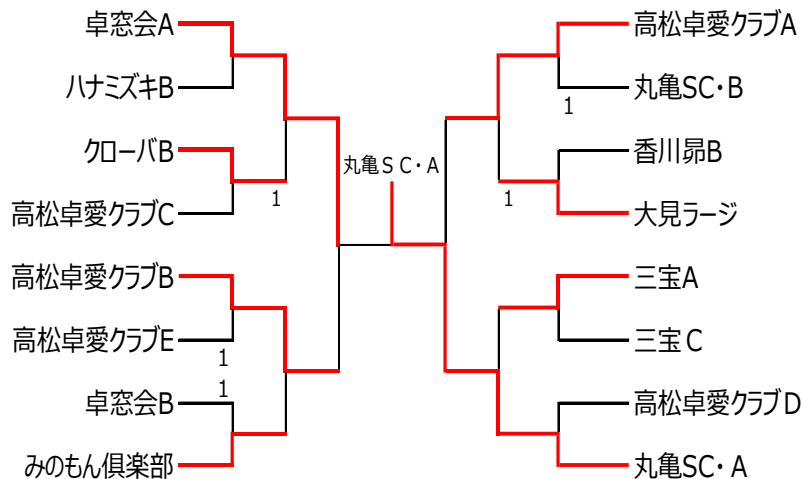 卓窓会A
ハナミズキB
クローバB
1
高松卓愛クラブC
高松卓愛クラブB
高松卓愛クラブE
1
1
卓窓会B
みのもん倶楽部
丸亀ＳＣ・Ａ
高松卓愛クラブA
丸亀SC・B
1
香川昴B
1
大見ラージ
三宝A
三宝Ｃ
高松卓愛クラブD
丸亀SC・A